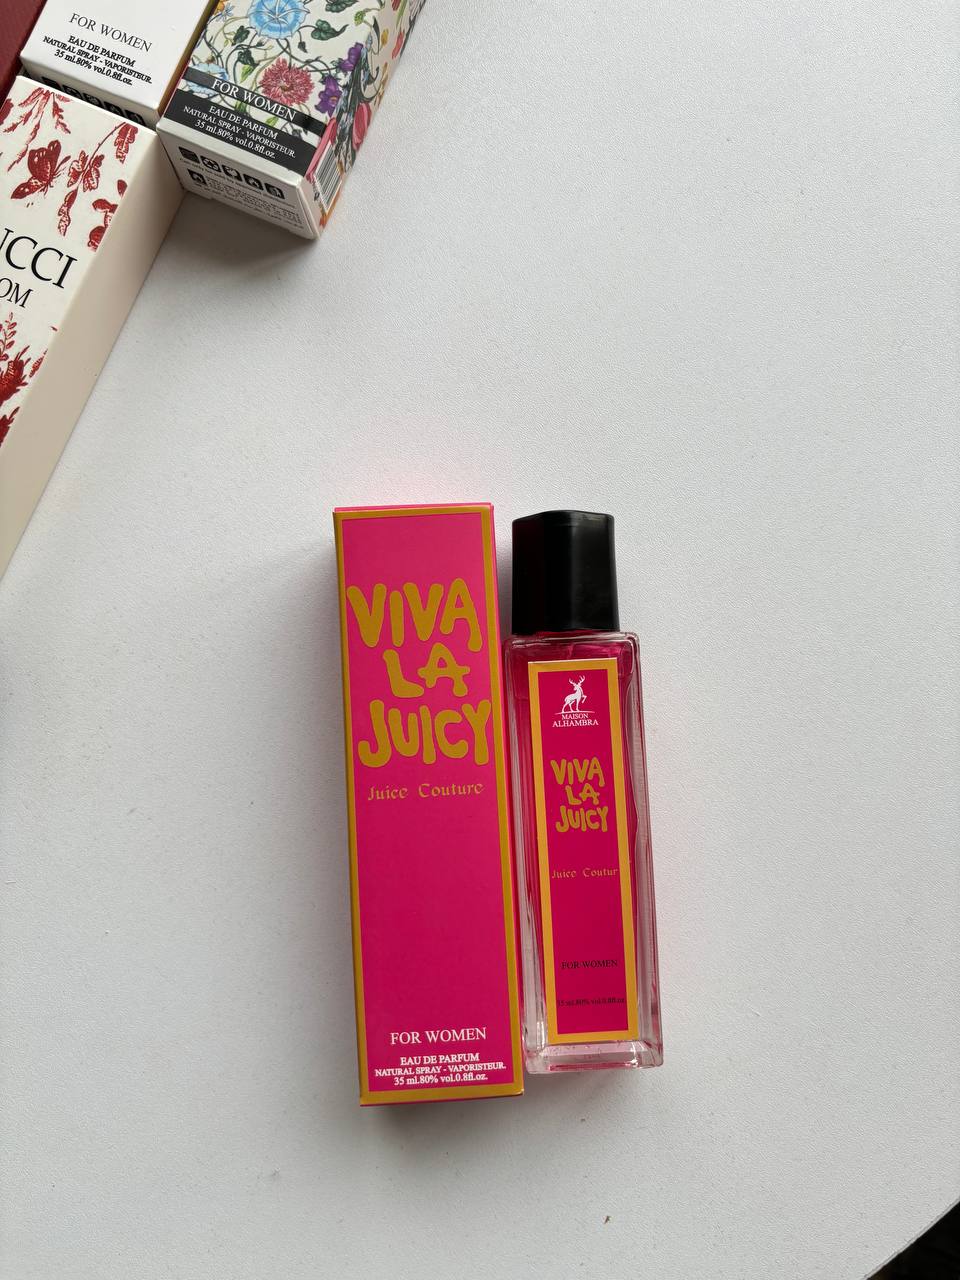 FOR WOMEN
EAU DE PARFUM
NATURAL SPRAY - VAPORISTEUR.
35 ml.80% vol.0.8fl.oz.
FOR WOMEN
EAU DE PARFUM
NATURAL SPRAY - VAPORISTEUR.
35 ml.80% vol.0.8fl.oz.
UCCI
OM
VIVA
LA
JUICY
Juice Couture
FOR WOMEN
EAU DE PARFUM
NATURAL SPRAY - VAPORISTEUR.
35 ml.80% vol.0.8fl.oz.
MAISON
ALHAMBRA
VIVA
LA
JUICY
Juice Coutur
FOR WOMEN
35 ml.80% vol.0.8fl.oz